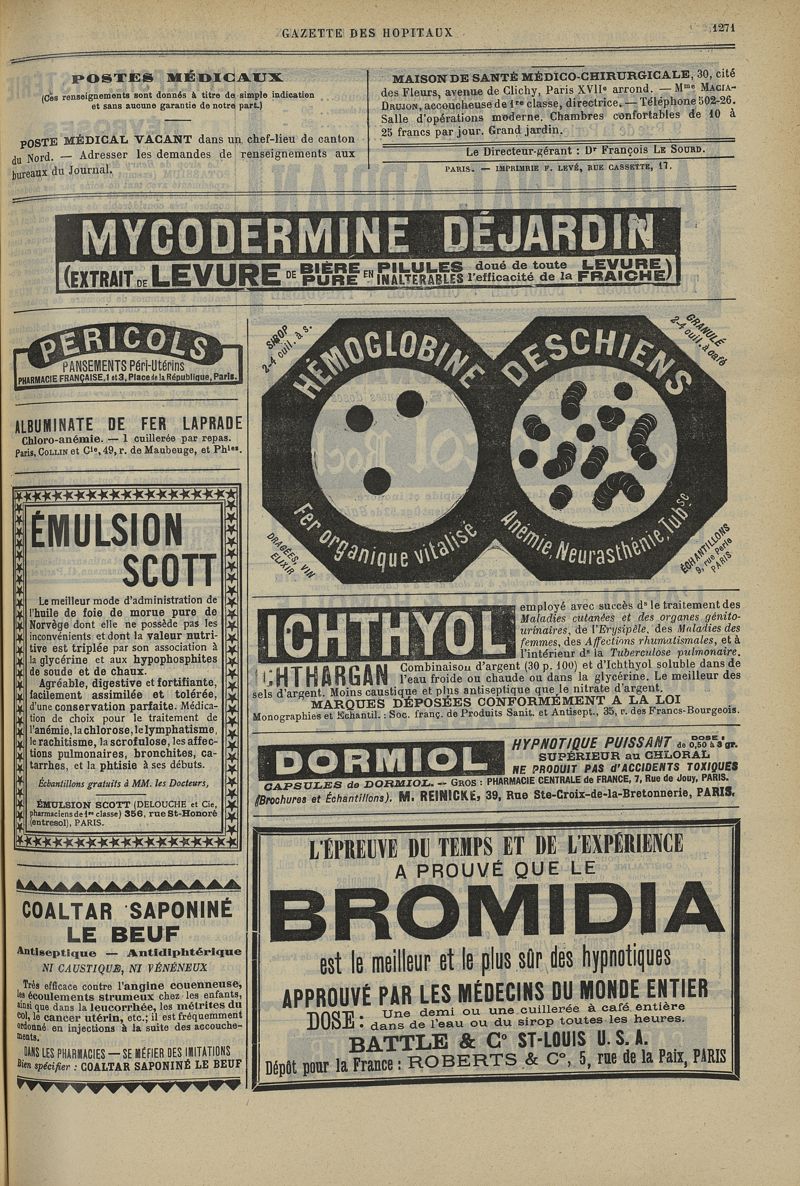 GAZETTE DES HOPITAUX
1271
POSTES MÉDICAUX
(Ces renseignements sont donnés à titre de simple indication
et sans aucune garantie de notre part.)
POSTE MÉDICAL VACANT dans un chef-lieu de canton
du Nord. — Adresser les demandes de renseignements aux
bureaux du Journal.
MAISON DE SANTÉ MÉDICO-CHIRURGICALE, 30, cité
des Fleurs, avenue de Clichy, Paris XVIIe arrond. — Mme MACIA-
DRUJON, accoucheuse de 1re classe, directrice. — Téléphone 502-26.
Salle d'opérations moderne. Chambres confortables de 10 à
25 francs par jour. Grand jardin.
Le Directeur-gérant : Dr François LE SOURD.
PARIS. — IMPRIMRIE F. LEVÉ, RUE CASSETTE, 17.
MYCODERMINE DÉJARDIN
(EXTRAIT DE LEVURE DE BIÈRE PURE EN PILULES INALTERABLES doué de toute l'efficacité de la LEVURE FRAICHE)
PÉRICOLS
PANSEMENTS Péri-Utérins
PHARMACIE FRANÇAISE, 1 et 3, Place de la République, Paris.
ALBUMINATE DE FER LAPRADE
Chloro-anémie. — 1 cuillerée par repas.
Paris, COLLIN et Cie, 49, r. de Maubeuge, et Phies.
ÉMULSION
SCOTT
Le meilleur mode d'administration de
l'huile de foie de morue pure de
Norvège dont elle ne possède pas les
inconvénients et dont la valeur nutri-
tive est triplée par son association à
la glycérine et aux hypophosphites
de soude et de chaux.
Agréable, digestive et fortifiante,
facilement assimilée et tolérée,
d'une conservation parfaite. Médica-
tion de choix pour le traitement de
l'anémie, la chlorose, le lymphatisme,
le rachitisme, la scrofulose, les affec-
tions pulmonaires, bronchites, ca-
tarrhes, et la phtisie à ses débuts.
Échantillons gratuits à MM. les Docteurs,
ÉMULSION SCOTT (DELOUCHE et Cie,
pharmaciens de 1re classe) 356, rue St-Honoré
(entresol), PARIS.
COALTAR SAPONINÉ
LE BEUF
Antiseptique — Antidiphtérique
NI CAUSTIQUE, NI VÉNÉNEUX
Très efficace contre l'angine couenneuse,
les écoulements strumeux chez les enfants,
ainsi que dans la leucorrhée, les métrites du
col, le cancer utérin, etc.; il est fréquemment
ordonné en injections à la suite des accouche-
ments.
DANS LES PHARMACIES — SE MÉFIER DES IMITATIONS
Bien spécifier : COALTAR SAPONINÉ LE BEUF
SIROP
2-4 cuil. à s.
HÉMOGLOBINE
DESCHIENS
GRANULÉ
2-4 cuil. à café
Fer organique vitalisé
Anémie, Neurasthénie, Tubse
DRAGÉES, VIN
ELIXIR
ÉCHANTILLONS
9, rue Perle
PARIS
ICHTHYOL
employé avec succès ds le traitement des
Maladies cutanées et des organes génito-
urinaires, de l'Erysipèle, des Maladies des
femmes, des Affections rhumatismales, et à
l'intérieur ds la Tuberculose pulmonaire.
ICHTHARGAN Combinaison d'argent (30 p. 100) et d'Ichthyol soluble dans de
l'eau froide ou chaude ou dans la glycérine. Le meilleur des
sels d'argent. Moins caustique et plus antiseptique que le nitrate d'argent.
MARQUES DÉPOSÉES CONFORMÉMENT A LA LOI
Monographies et Echantil. : Soc. franç. de Produits Sanit. et Antisept., 35, r. des Francs-Bourgeois.
DORMIOL
HYPNOTIQUE PUISSANT DOSE: de 0,50 à 3 gr.
SUPÉRIEUR au CHLORAL
NE PRODUIT PAS D'ACCIDENTS TOXIQUES
CAPSULES de DORMIOL. — GROS : PHARMACIE CENTRALE de FRANCE, 7, Rue de Jouy, PARIS.
(Brochures et Échantillons). M. REINICKE, 39, Rue Ste-Croix-de-la-Bretonnerie, PARIS.
L'ÉPREUVE DU TEMPS ET DE L'EXPÉRIENCE
A PROUVÉ QUE LE
BROMIDIA
est le meilleur et le plus sûr des hypnotiques
APPROUVÉ PAR LES MÉDECINS DU MONDE ENTIER
DOSE : Une demi ou une cuillerée à café entière
dans de l'eau ou du sirop toutes les heures.
BATTLE & Co ST-LOUIS U. S. A.
Dépôt pour la France : ROBERTS & Co, 5, rue de la Paix, PARIS